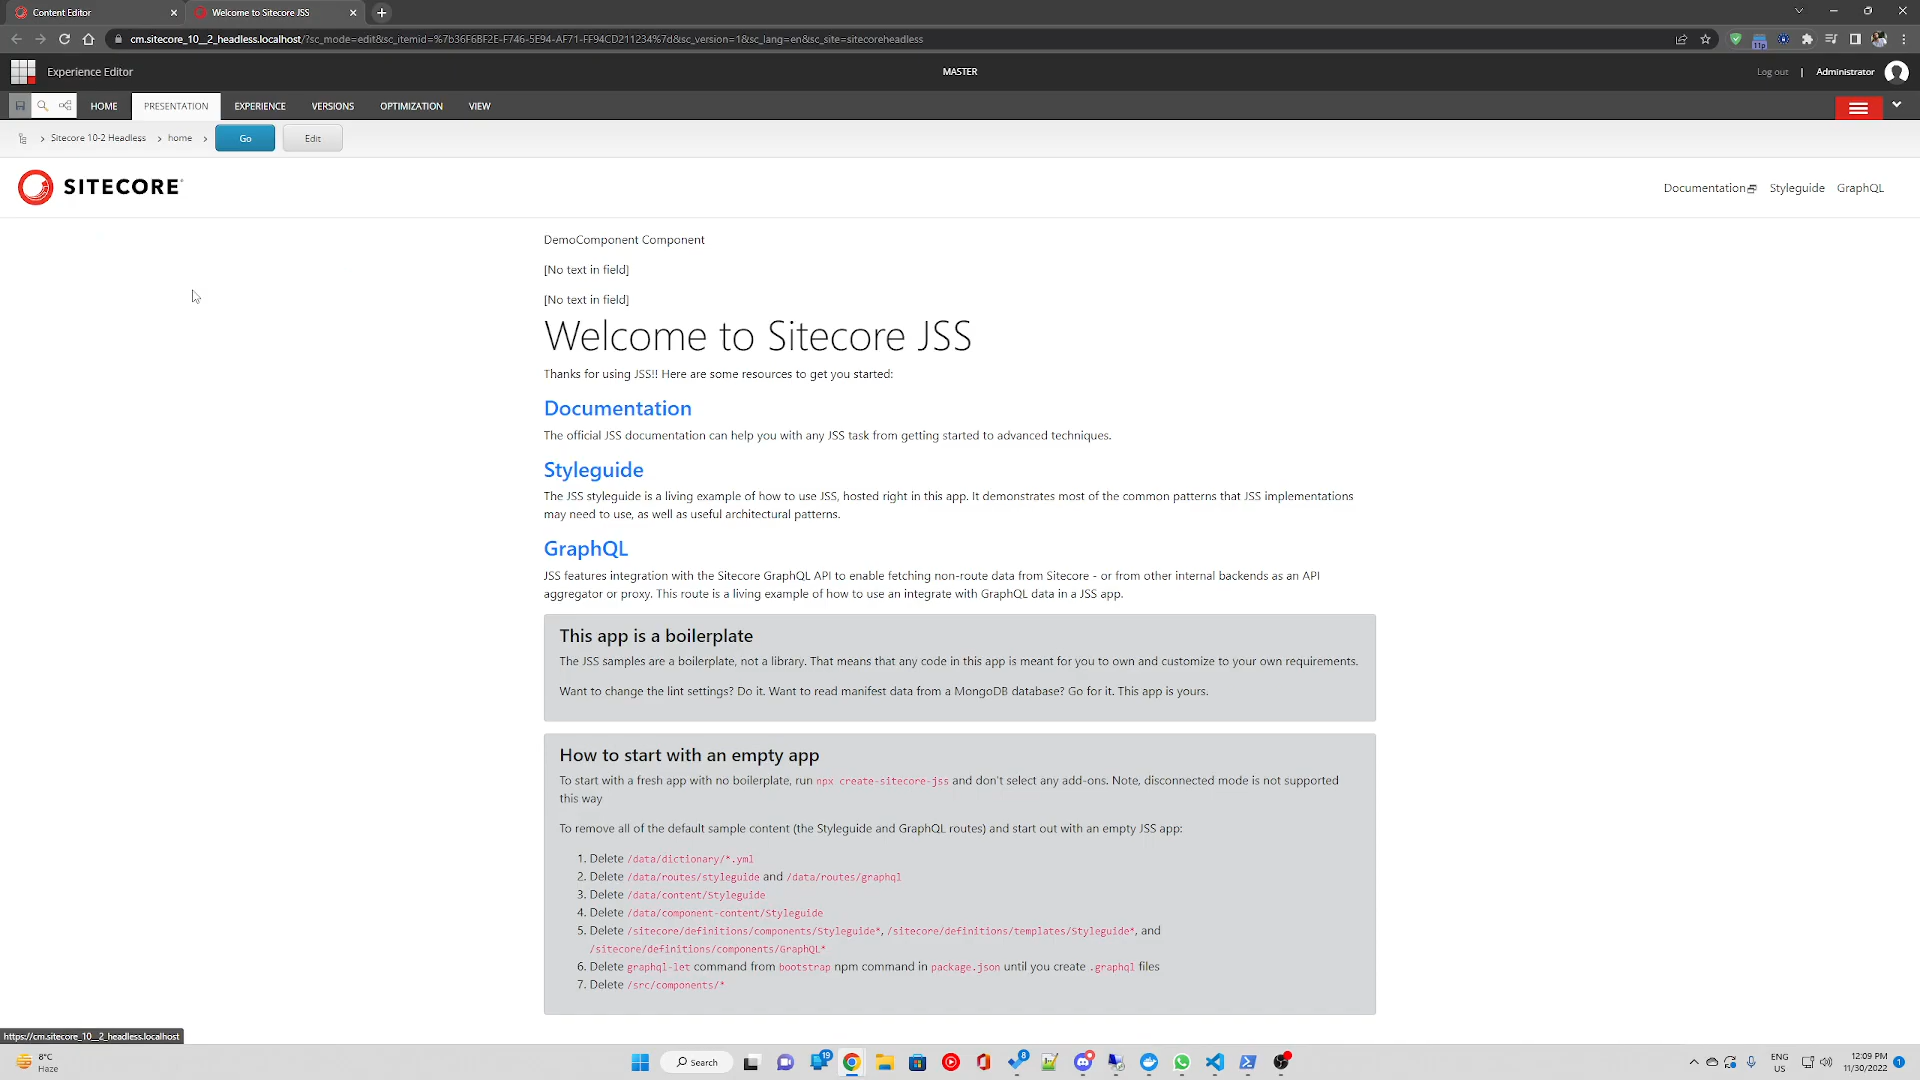 Content Editor
Welcome to Sitecore JSS
cm.sitecore_10__2_headless.localhost/?sc_mode=edit&sc_itemid=%7b36F6BF2E-F746-5E94-AF71-FF94CD211234%7d&sc_version=1&sc_lang=en&sc_site=sitecoreheadless
11p
Experience Editor
MASTER
Log out | Administrator
HOME PRESENTATION EXPERIENCE VERSIONS OPTIMIZATION VIEW
Sitecore 10-2 Headless home Go Edit
SITECORE
Documentation Styleguide GraphQL
DemoComponent Component
[No text in field]
[No text in field]
Welcome to Sitecore JSS
Thanks for using JSS!! Here are some resources to get you started:
Documentation
The official JSS documentation can help you with any JSS task from getting started to advanced techniques.
Styleguide
The JSS styleguide is a living example of how to use JSS, hosted right in this app. It demonstrates most of the common patterns that JSS implementations
may need to use, as well as useful architectural patterns.
GraphQL
JSS features integration with the Sitecore GraphQL API to enable fetching non-route data from Sitecore - or from other internal backends as an API
aggregator or proxy. This route is a living example of how to use an integrate with GraphQL data in a JSS app.
This app is a boilerplate
The JSS samples are a boilerplate, not a library. That means that any code in this app is meant for you to own and customize to your own requirements.
Want to change the lint settings? Do it. Want to read manifest data from a MongoDB database? Go for it. This app is yours.
How to start with an empty app
To start with a fresh app with no boilerplate, run npx create-sitecore-jss and don't select any add-ons. Note, disconnected mode is not supported
this way
To remove all of the default sample content (the Styleguide and GraphQL routes) and start out with an empty JSS app:
1. Delete /data/dictionary/*.yml
2. Delete /data/routes/styleguide and /data/routes/graphql
3. Delete /data/content/Styleguide
4. Delete /data/component-content/Styleguide
5. Delete /sitecore/definitions/components/Styleguide*, /sitecore/definitions/templates/Styleguide*, and
/sitecore/definitions/components/GraphQL*
6. Delete graphql-let command from bootstrap npm command in package.json until you create .graphql files
7. Delete /src/components/*
https://cm.sitecore_10__2_headless.localhost
8°C
Haze
Search
19
8
ENG
US
12:09 PM
11/30/2022
1